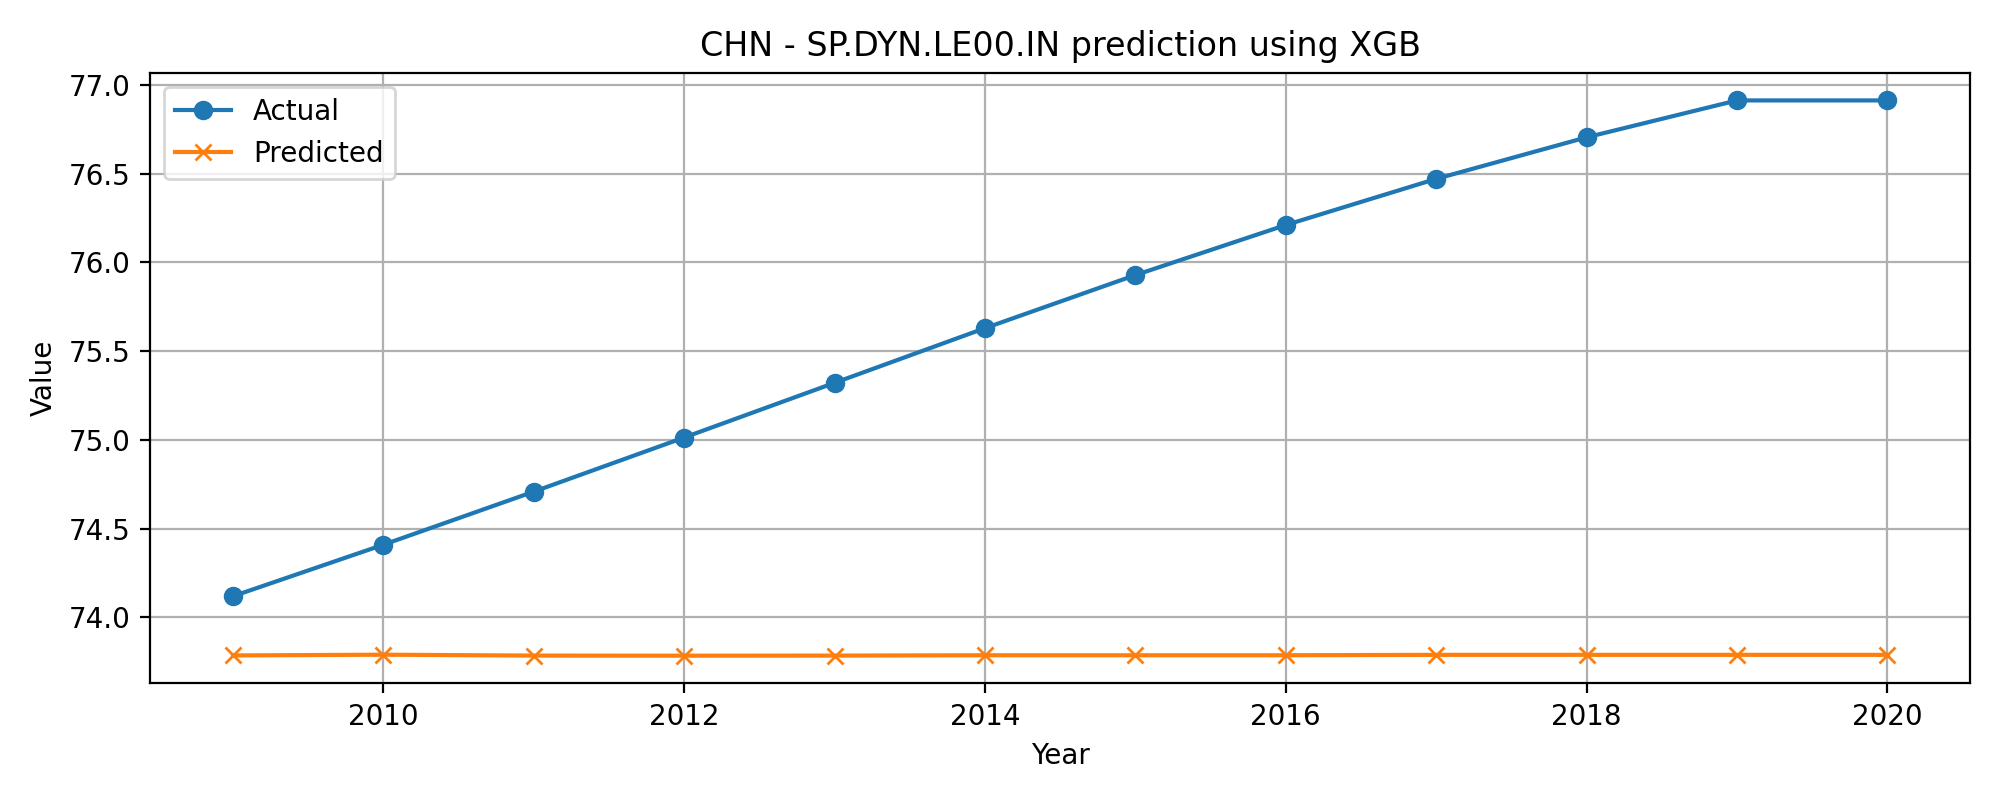 CHN - SP.DYN.LE00.IN prediction using XGB
Actual
Predicted
77.0
76.5
76.0
75.5
75.0
74.5
74.0
Value
2010 2012 2014 2016 2018 2020
Year